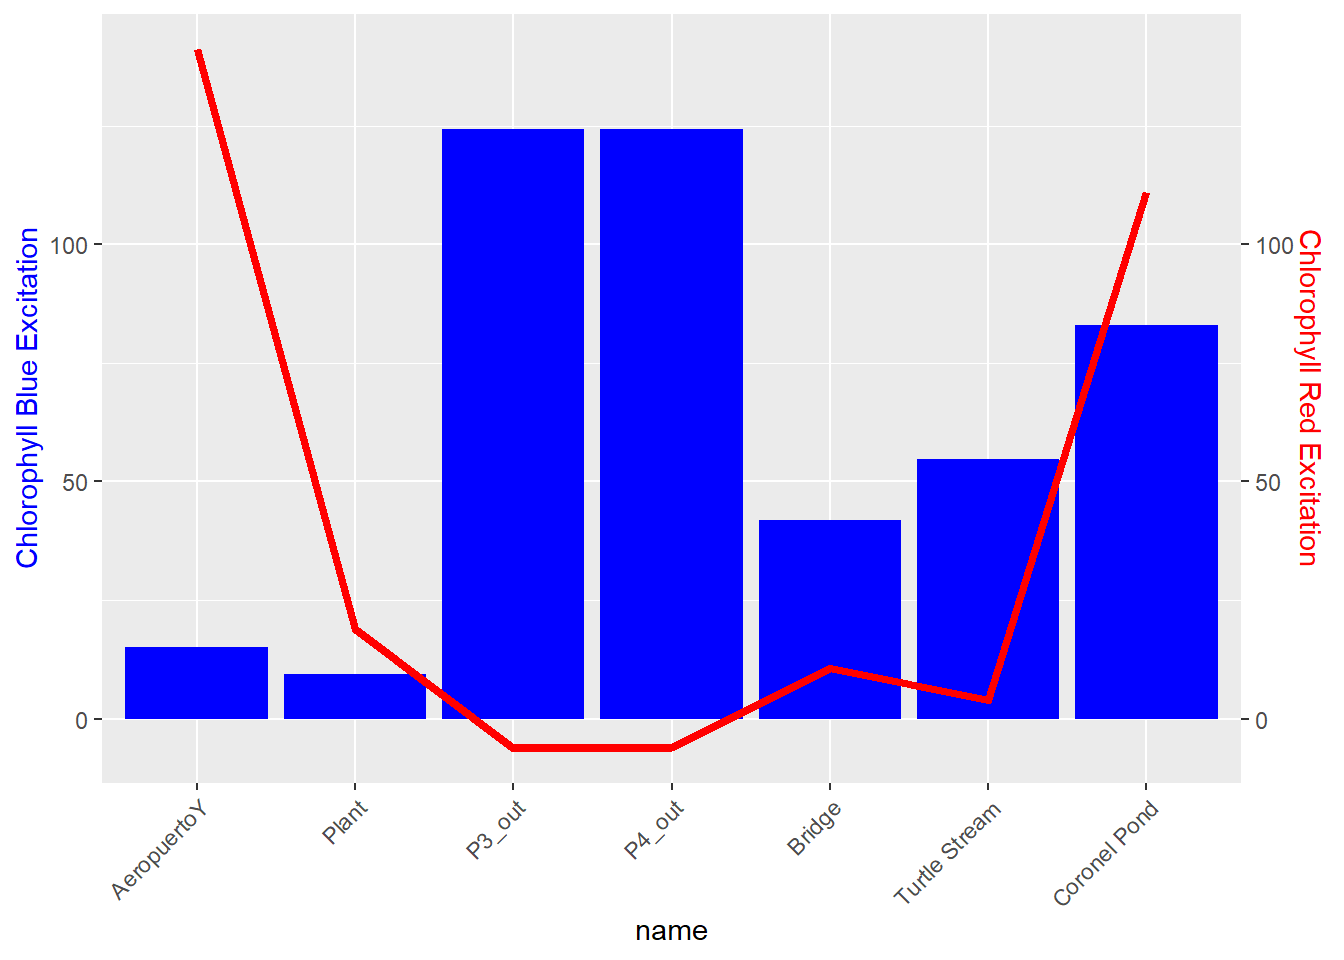 Chlorophyll Blue Excitation
100
50
0
100
50
0
Chlorophyll Red Excitation
AeropuertoY
Plant
P3_out
P4_out
Bridge
Turtle Stream
Coronel Pond
name